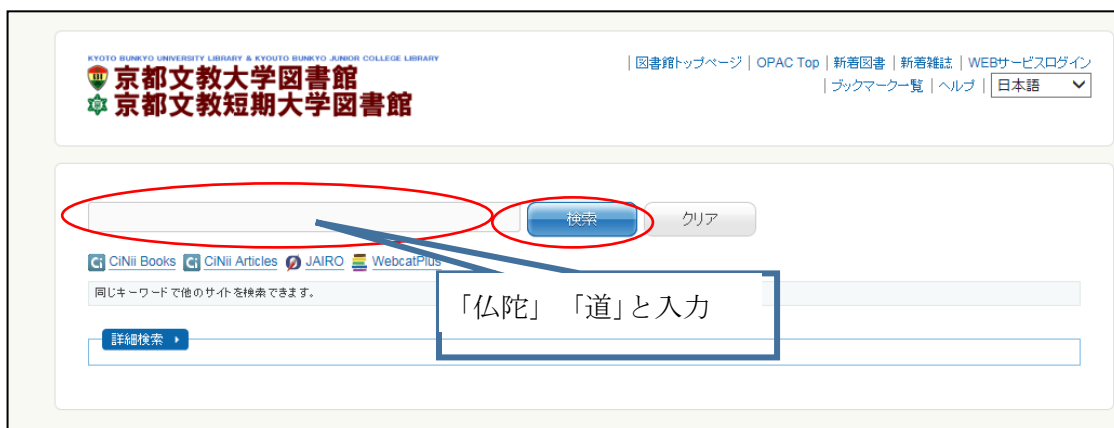 KYOTO BUNKYO UNIVERSITY LIBRARY & KYOUTO BUNKYO JUNIOR COLLEGE LIBRARY
京都文教大学図書館
京都文教短期大学図書館
| 図書館トップページ | OPAC Top | 新着図書 | 新着雑誌 | WEBサービスログイン
| ブックマーク一覧 | ヘルプ | 日本語
検索 クリア
CiNii Books CiNii Articles JAIRO WebcatPlus
同じキーワードで他のサイトを検索できます。
「仏陀」 「道」と入力
詳細検索